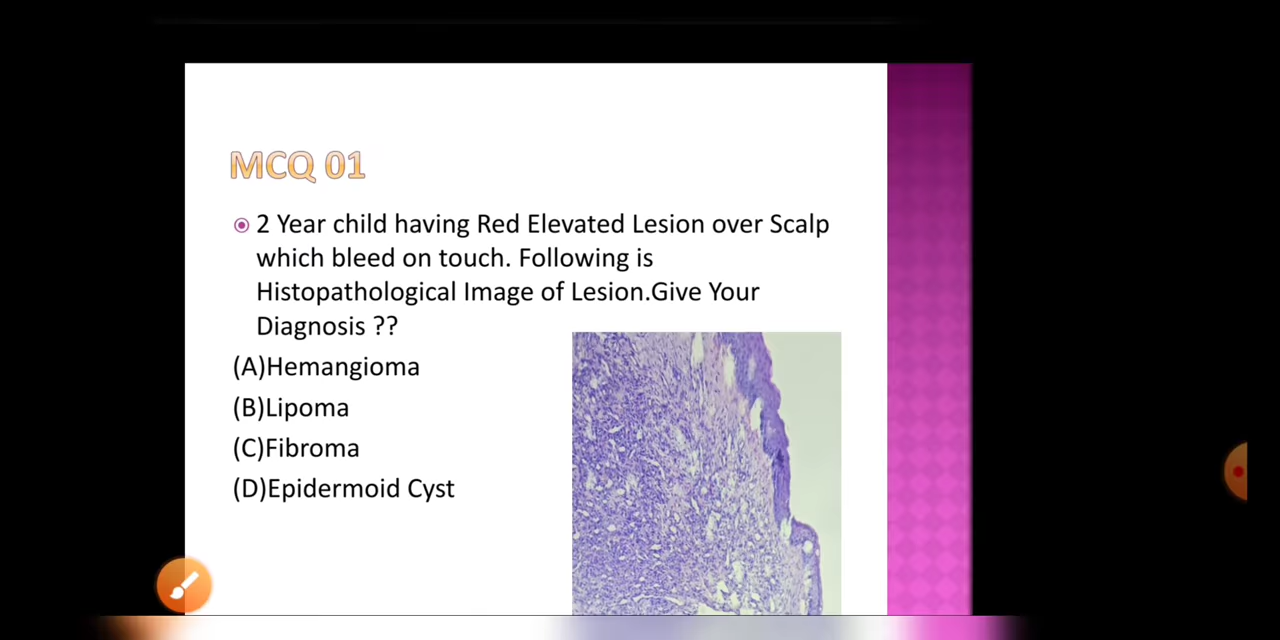 MCQ 01
2 Year child having Red Elevated Lesion over Scalp
which bleed on touch. Following is
Histopathological Image of Lesion.Give Your
Diagnosis ??
(A)Hemangioma
(B)Lipoma
(C)Fibroma
(D)Epidermoid Cyst